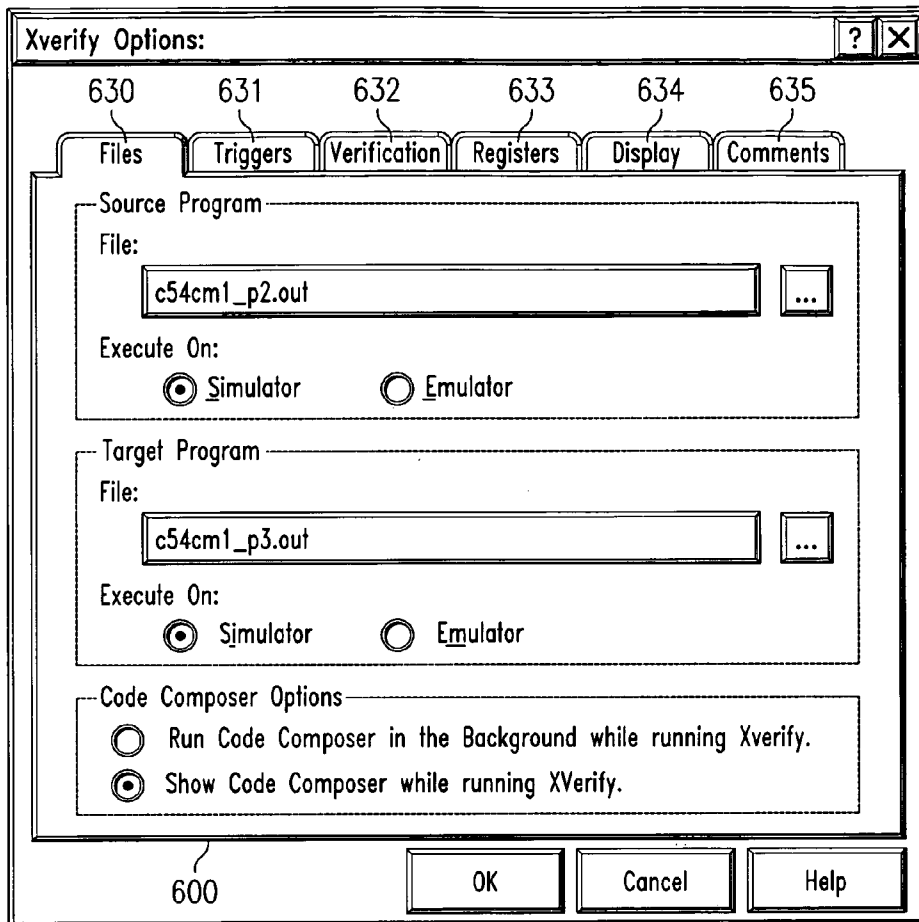 Xverify Options: ? X
630 631 632 633 634 635
Files Triggers Verification Registers Display Comments
Source Program
File:
c54cm1_p2.out ...
Execute On:
Simulator Emulator
Target Program
File:
c54cm1_p3.out ...
Execute On:
Simulator Emulator
Code Composer Options
Run Code Composer in the Background while running Xverify.
Show Code Composer while running XVerify.
600
OK Cancel Help